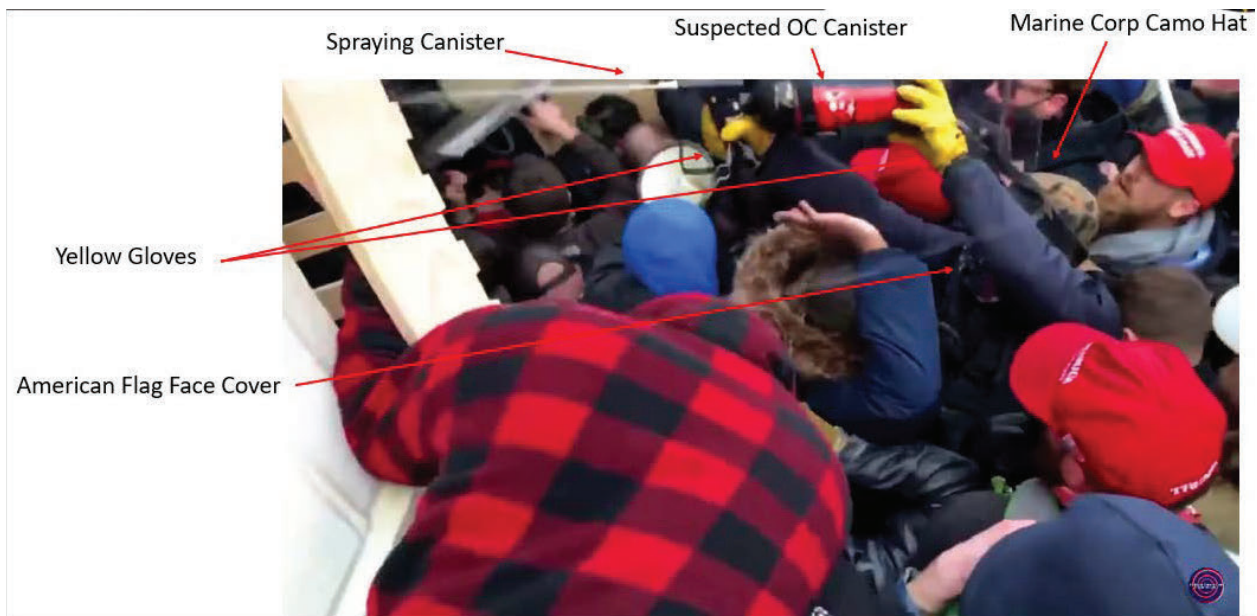 Spraying Canister
Suspected OC Canister
Marine Corp Camo Hat
Yellow Gloves
American Flag Face Cover